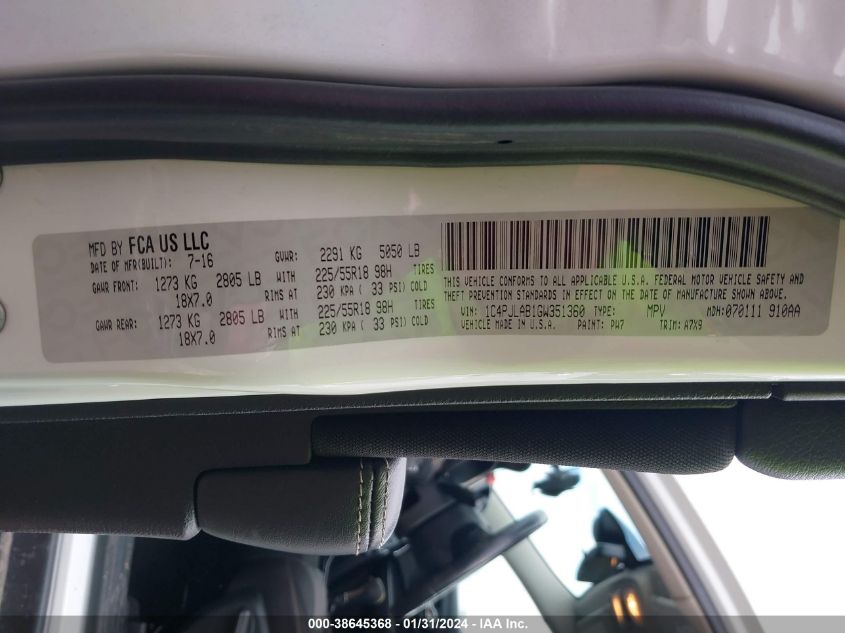 MFD BY FCA US LLC
DATE OF MFR(BUILT): 7-16
GVWR: 2291 KG 5050 LB
GAWR FRONT: 1273 KG 2805 LB WITH 225/55R18 98H TIRES
18X7.0 RIMS AT 230 KPA ( 33 PSI) COLD
GAWR REAR: 1273 KG 2805 LB WITH 225/55R18 98H TIRES
18X7.0 RIMS AT 230 KPA ( 33 PSI) COLD
THIS VEHICLE CONFORMS TO ALL APPLICABLE U.S.A. FEDERAL MOTOR VEHICLE SAFETY AND
THEFT PREVENTION STANDARDS IN EFFECT ON THE DATE OF MANUFACTURE SHOWN ABOVE.
VIN: 1C4PJLAB1GW351360 TYPE: MPV MDH:070111 910AA
VEHICLE MADE IN U.S.A. PAINT: PW7 TRIM: A7X9
000-38645368 - 01/31/2024 - IAA Inc.